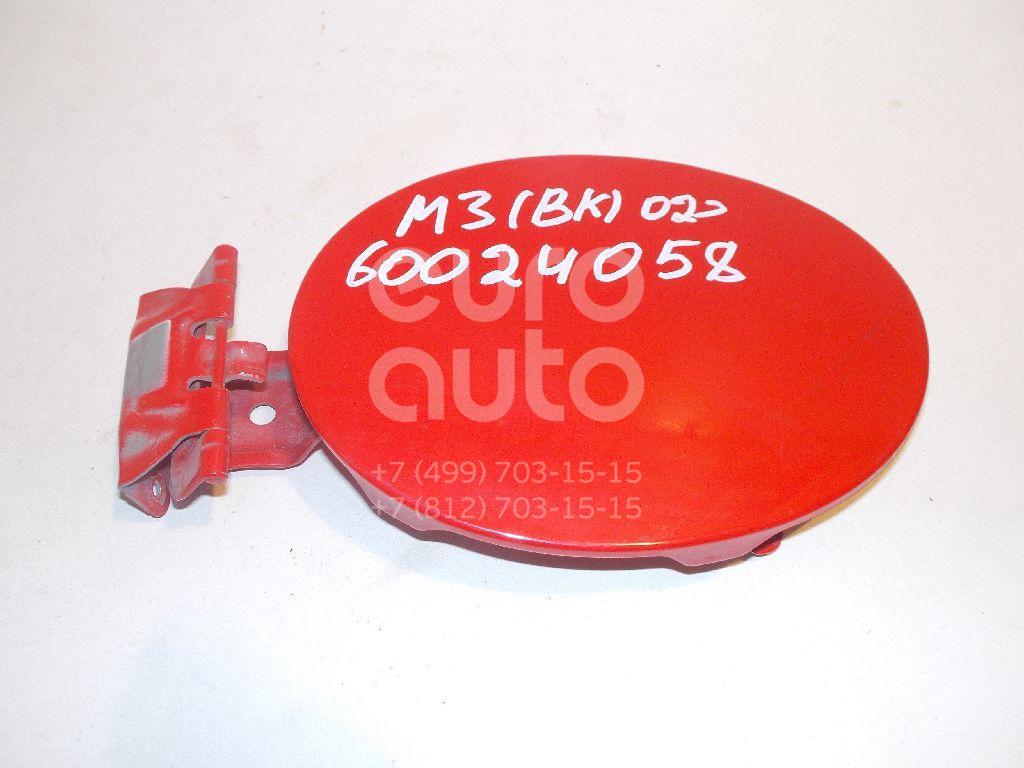 M3(BK) 02>
60024058
euro
auto
+7 (499) 703-15-15
+7 (812) 703-15-15